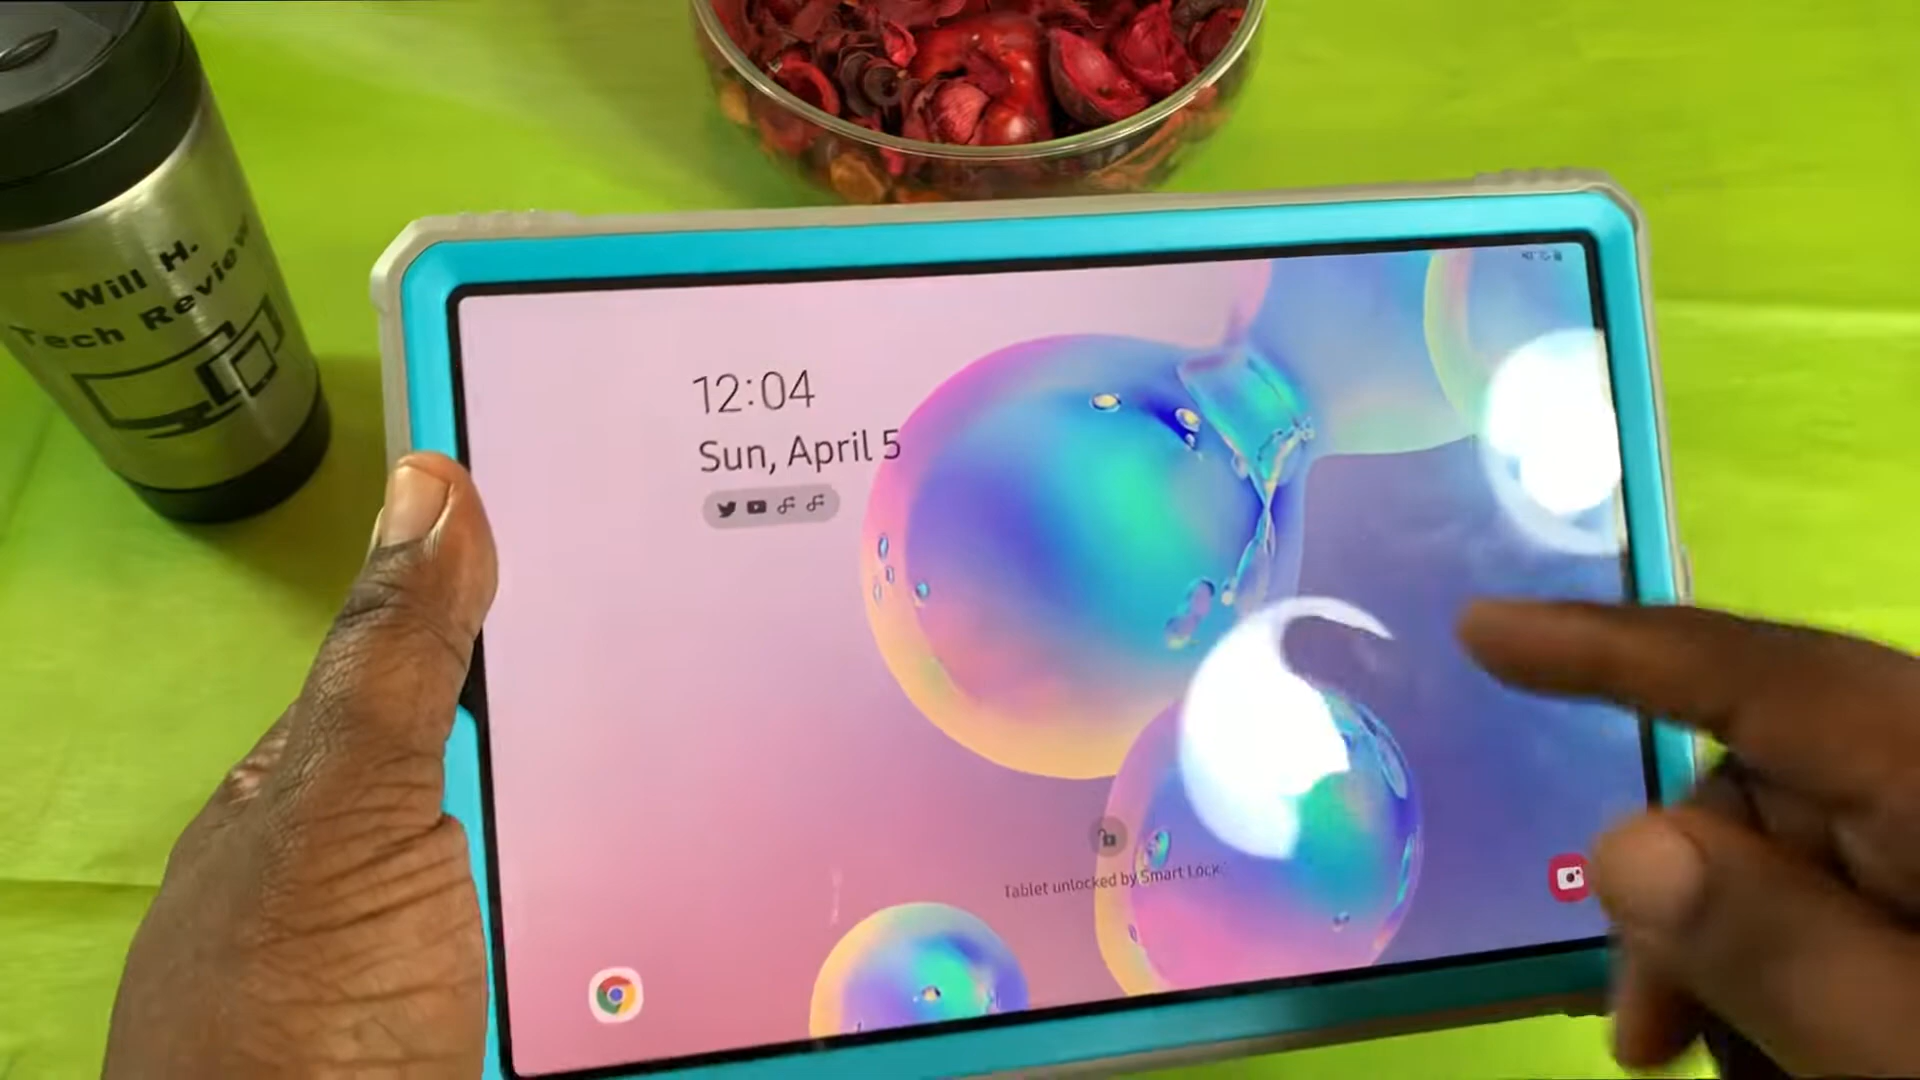 Will H.
Tech Review
12:04
Sun, April 5
Tablet unlocked by Smart Lock